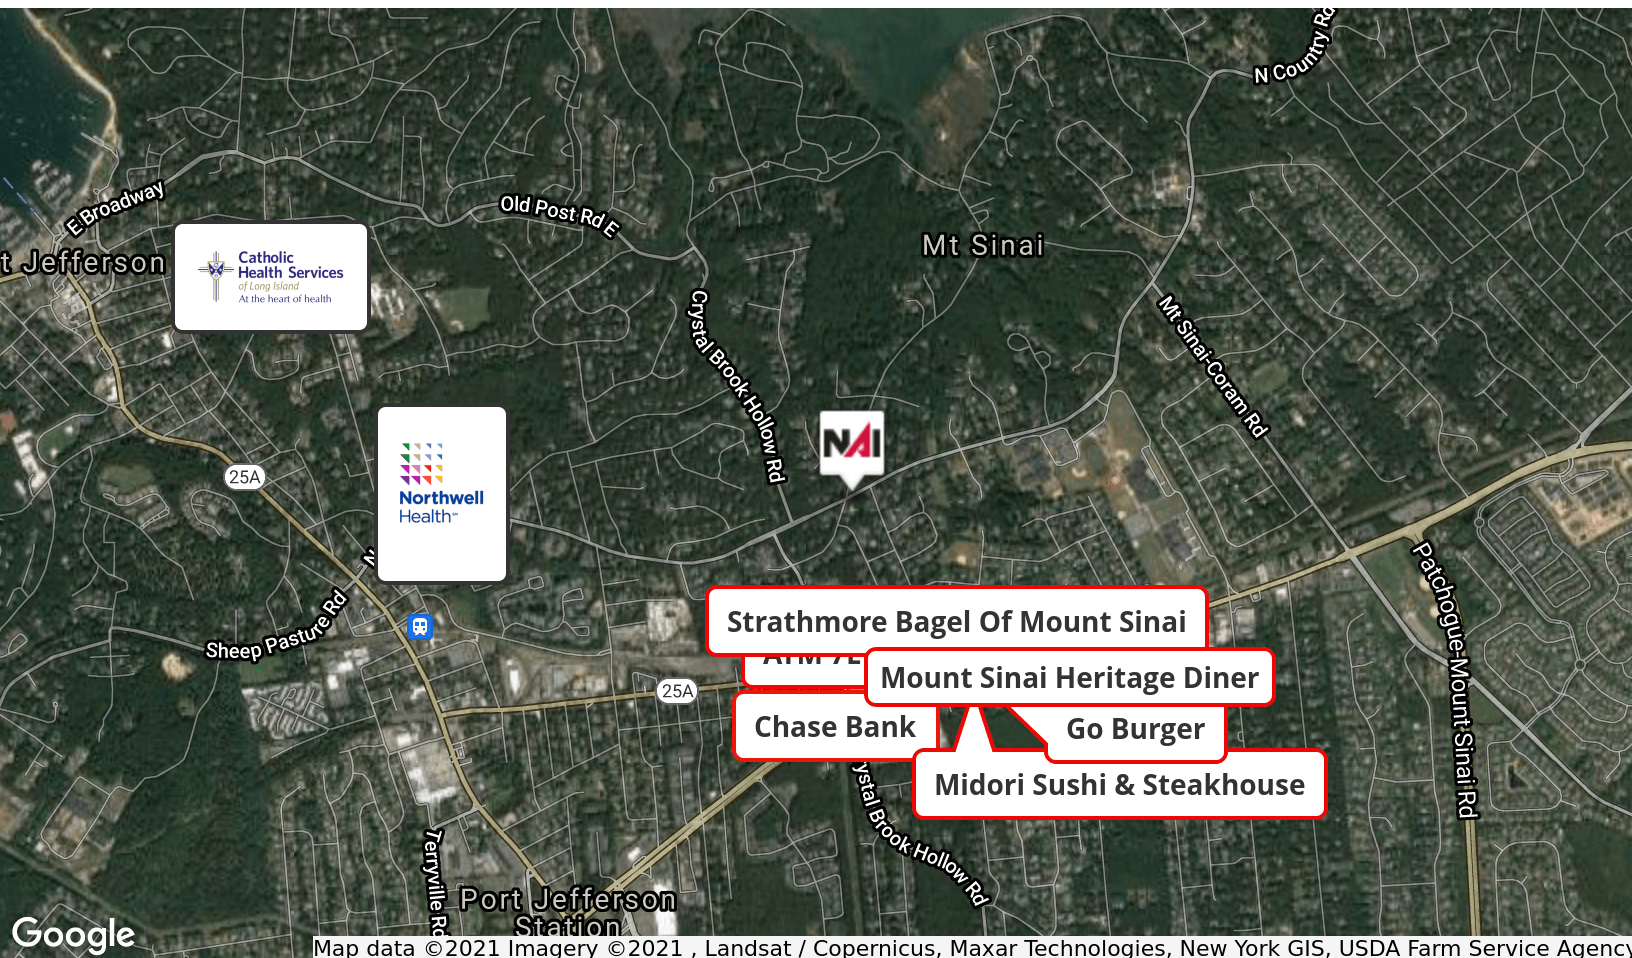 N Country Rd
E Broadway
Old Post Rd E
Mt Sinai
t Jefferson
Catholic
Health Services
of Long Island
At the heart of health
Crystal Brook Hollow Rd
Mt Sinai-Coram Rd
NAI
25A
Northwell
Health
N
Sheep Pasture Rd
Patchogue-Mount Sinai Rd
Strathmore Bagel Of Mount Sinai
Mount Sinai Heritage Diner
25A
Chase Bank
Go Burger
Midori Sushi & Steakhouse
rystal Brook Hollow Rd
Terryville Rd
Port Jefferson
Station
Google
Map data ©2021 Imagery ©2021 , Landsat / Copernicus, Maxar Technologies, New York GIS, USDA Farm Service Agency